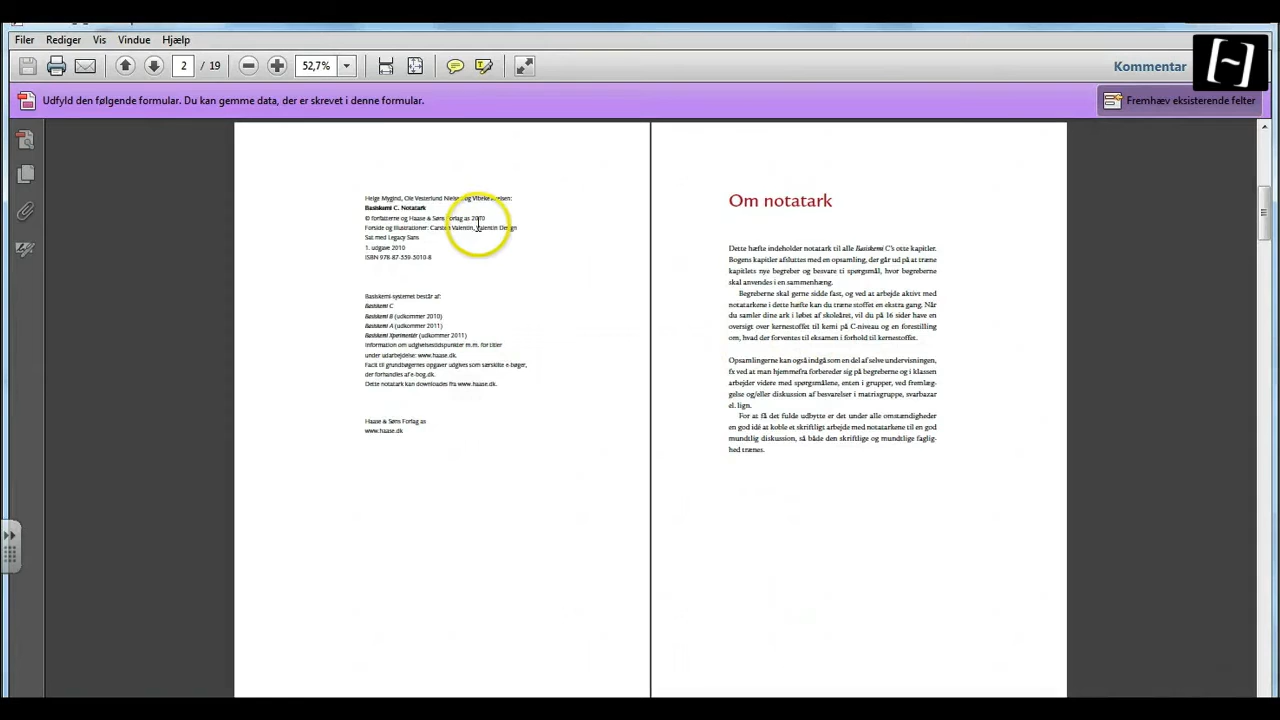 Filer Rediger Vis Vindue Hjælp
2 / 19 52,7% Kommentar
Udfyld den følgende formular. Du kan gemme data, der er skrevet i denne formular. Fremhæv eksisterende felter
Helge Mygind, Ole Vesterlund Nielsen og Vibeke Axelsen:
Basiskemi C. Notatark
© forfatterne og Haase & Søns Forlag as 2010
Forside og illustrationer: Carsten Valentin, Valentin Design
Sat med Legacy Sans
1. udgave 2010
ISBN 978-87-559-5010-8
Basiskemi-systemet består af:
Basiskemi C
Basiskemi B (udkommer 2010)
Basiskemi A (udkommer 2011)
Basiskemi Xperimenter (udkommer 2011)
Information om udgivelsestidspunkter m.m. for titler
under udarbejdelse: www.haase.dk.
Facit til grundbøgernes opgaver udgives som særskilte e-bøger,
der forhandles af e-bog.dk.
Dette notatark kan downloades fra www.haase.dk.
Haase & Søns Forlag as
www.haase.dk
Om notatark
Dette hæfte indeholder notatark til alle Basiskemi C's otte kapitler.
Bogens kapitler afsluttes med en opsamling, der går ud på at træne
kapitlets nye begreber og besvare ti spørgsmål, hvor begreberne
skal anvendes i en sammenhæng.
Begreberne skal gerne sidde fast, og ved at arbejde aktivt med
notatarkene i dette hæfte kan du træne stoffet en ekstra gang. Når
du samler dine ark i løbet af skoleåret, vil du på 16 sider have en
oversigt over kernestoffet til kemi på C-niveau og en forestilling
om, hvad der forventes til eksamen i forhold til kernestoffet.
Opsamlingerne kan også indgå som en del af selve undervisningen,
fx ved at man hjemmefra forbereder sig på begreberne og i klassen
arbejder videre med spørgsmålene, enten i grupper, ved fremlæg-
gelse og/eller diskussion af besvarelser i matrixgruppe, svarbazar
el. lign.
For at få det fulde udbytte er det under alle omstændigheder
en god idé at koble et skriftligt arbejde med notatarkene til en god
mundtlig diskussion, så både den skriftlige og mundtlige faglig-
hed trænes.